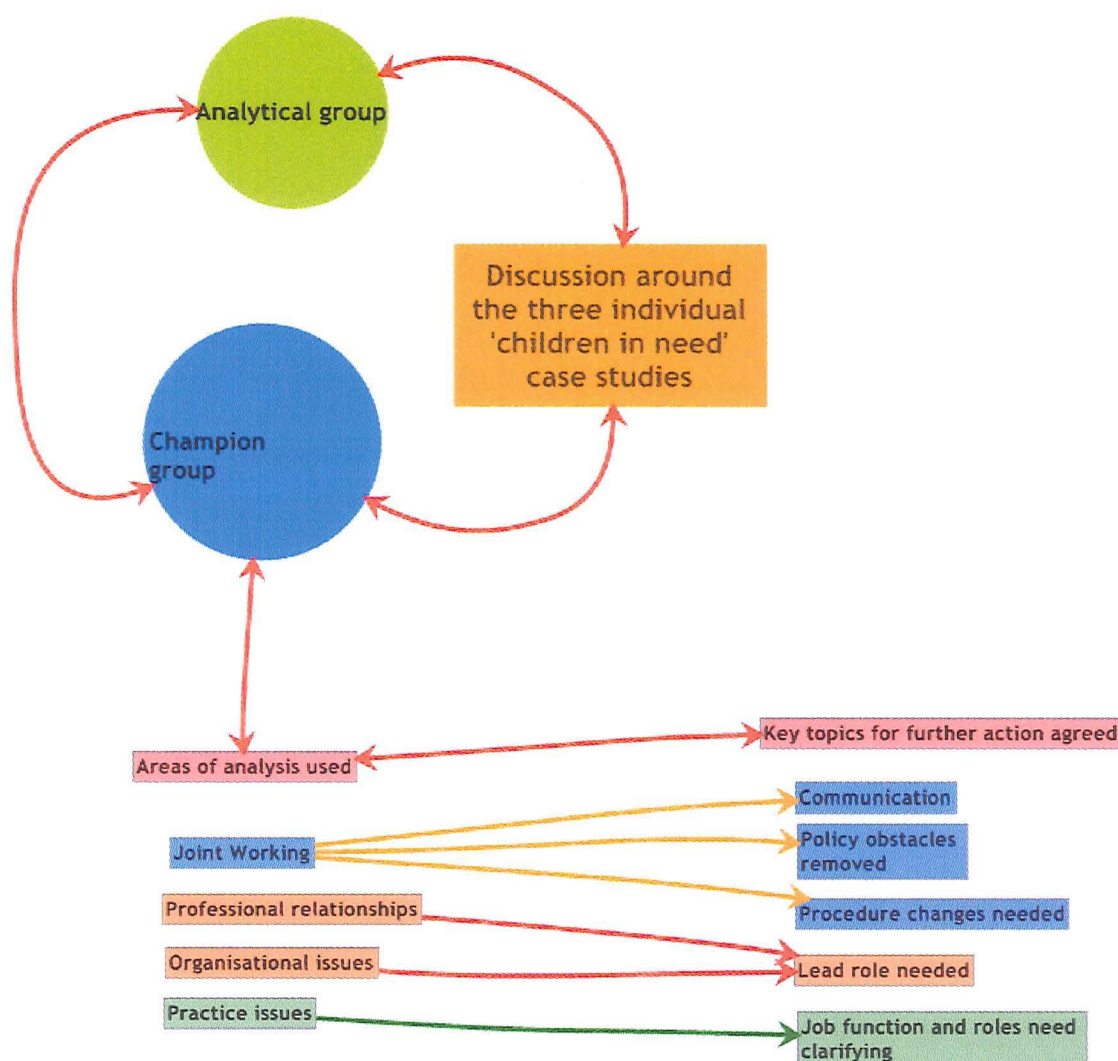 Analytical group
Discussion around
the three individual
'children in need'
case studies
Champion
group
Key topics for further action agreed
Areas of analysis used
Communication
Joint Working
Policy obstacles
removed
Professional relationships
Procedure changes needed
Organisational issues
Lead role needed
Practice issues
Job function and roles need
clarifying